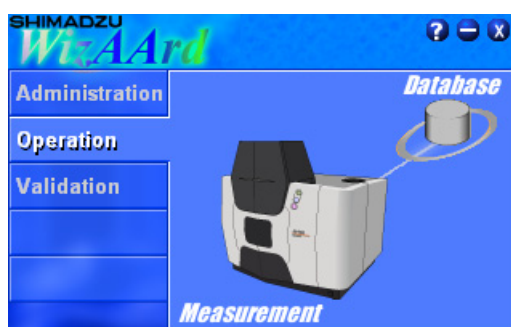 SHIMADZU
WizAArd
? – X
Administration
Database
Operation
Validation
Measurement